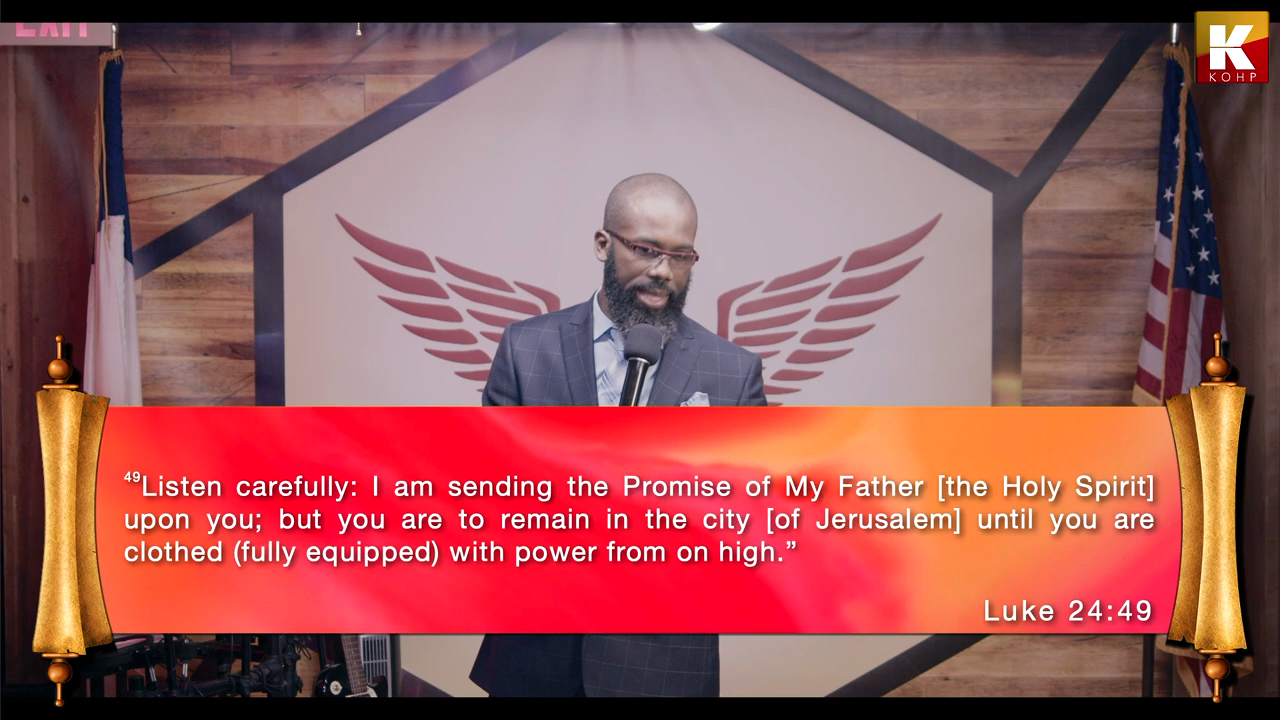 EXIT
K
KOHP
49Listen carefully: I am sending the Promise of My Father [the Holy Spirit]
upon you; but you are to remain in the city [of Jerusalem] until you are
clothed (fully equipped) with power from on high.”
Luke 24:49